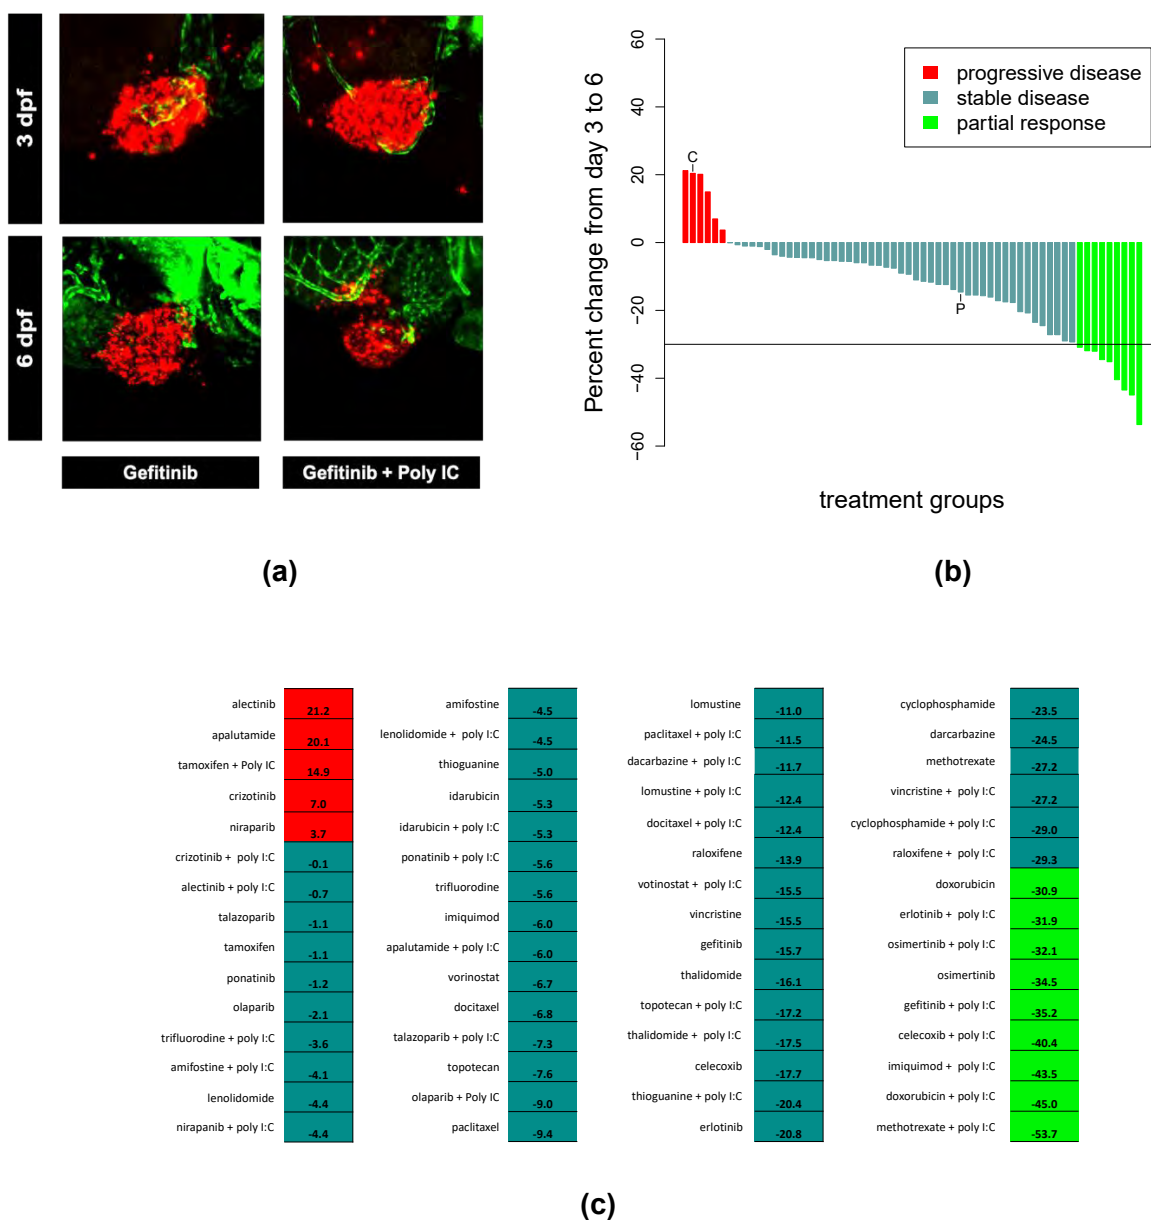 3 dpf
6 dpf
Gefitinib
Gefitinib + Poly IC
(a)
Percent change from day 3 to 6
60
40
20
0
−20
−40
−60
C
P
progressive disease
stable disease
partial response
treatment groups
(b)
alectinib 21.2
apalutamide 20.1
tamoxifen + Poly IC 14.9
crizotinib 7.0
niraparib 3.7
crizotinib + poly I:C -0.1
alectinib + poly I:C -0.7
talazoparib -1.1
tamoxifen -1.1
ponatinib -1.2
olaparib -2.1
trifluorodine + poly I:C -3.6
amifostine + poly I:C -4.1
lenolidomide -4.4
nirapanib + poly I:C -4.4
amifostine -4.5
lenolidomide + poly I:C -4.5
thioguanine -5.0
idarubicin -5.3
idarubicin + poly I:C -5.3
ponatinib + poly I:C -5.6
trifluorodine -5.6
imiquimod -6.0
apalutamide + poly I:C -6.0
vorinostat -6.7
docitaxel -6.8
talazoparib + poly I:C -7.3
topotecan -7.6
olaparib + Poly IC -9.0
paclitaxel -9.4
lomustine -11.0
paclitaxel + poly I:C -11.5
dacarbazine + poly I:C -11.7
lomustine + poly I:C -12.4
docitaxel + poly I:C -12.4
raloxifene -13.9
votinostat + poly I:C -15.5
vincristine -15.5
gefitinib -15.7
thalidomide -16.1
topotecan + poly I:C -17.2
thalidomide + poly I:C -17.5
celecoxib -17.7
thioguanine + poly I:C -20.4
erlotinib -20.8
cyclophosphamide -23.5
darcarbazine -24.5
methotrexate -27.2
vincristine + poly I:C -27.2
cyclophosphamide + poly I:C -29.0
raloxifene + poly I:C -29.3
doxorubicin -30.9
erlotinib + poly I:C -31.9
osimertinib + poly I:C -32.1
osimertinib -34.5
gefitinib + poly I:C -35.2
celecoxib + poly I:C -40.4
imiquimod + poly I:C -43.5
doxorubicin + poly I:C -45.0
methotrexate + poly I:C -53.7
(c)